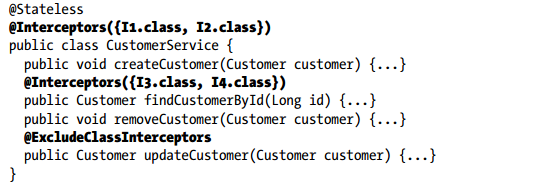 @Stateless
@Interceptors({I1.class, I2.class})
public class CustomerService {
  public void createCustomer(Customer customer) {...}
  @Interceptors({I3.class, I4.class})
  public Customer findCustomerById(Long id) {...}
  public void removeCustomer(Customer customer) {...}
  @ExcludeClassInterceptors
  public Customer updateCustomer(Customer customer) {...}
}